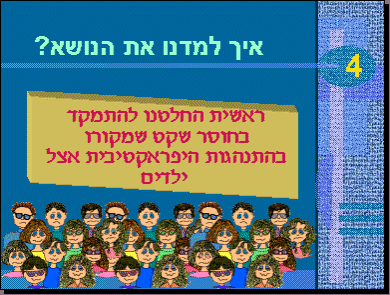 איך למדנו את הנושא?
4
ראשית החלטנו להתמקד
בחוסר שקט שמקורו
בהתנהגות היפראקטיבית אצל
ילדים